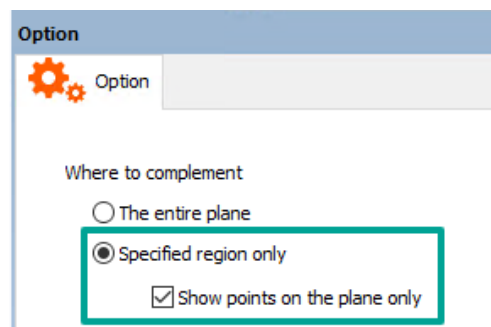 Option
Option
Where to complement
The entire plane
Specified region only
Show points on the plane only